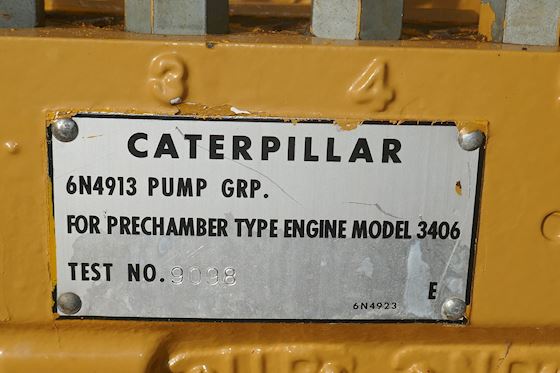 3 4
CATERPILLAR
6N4913 PUMP GRP.
FOR PRECHAMBER TYPE ENGINE MODEL 3406
TEST NO. 9098
E
6N4923